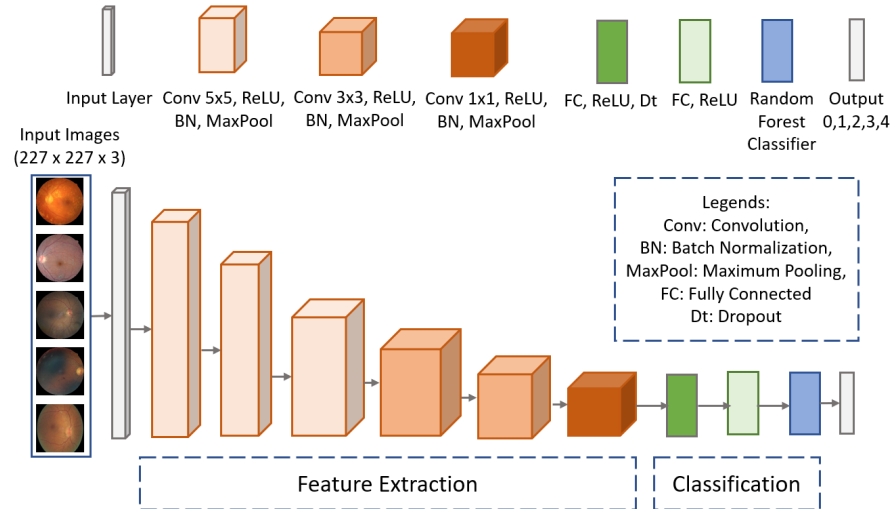 Input Layer
Conv 5x5, ReLU,
BN, MaxPool
Conv 3x3, ReLU,
BN, MaxPool
Conv 1x1, ReLU,
BN, MaxPool
FC, ReLU, Dt
FC, ReLU
Random
Forest
Classifier
Output
0,1,2,3,4
Input Images
(227 x 227 x 3)
Legends:
Conv: Convolution,
BN: Batch Normalization,
MaxPool: Maximum Pooling,
FC: Fully Connected
Dt: Dropout
Feature Extraction
Classification